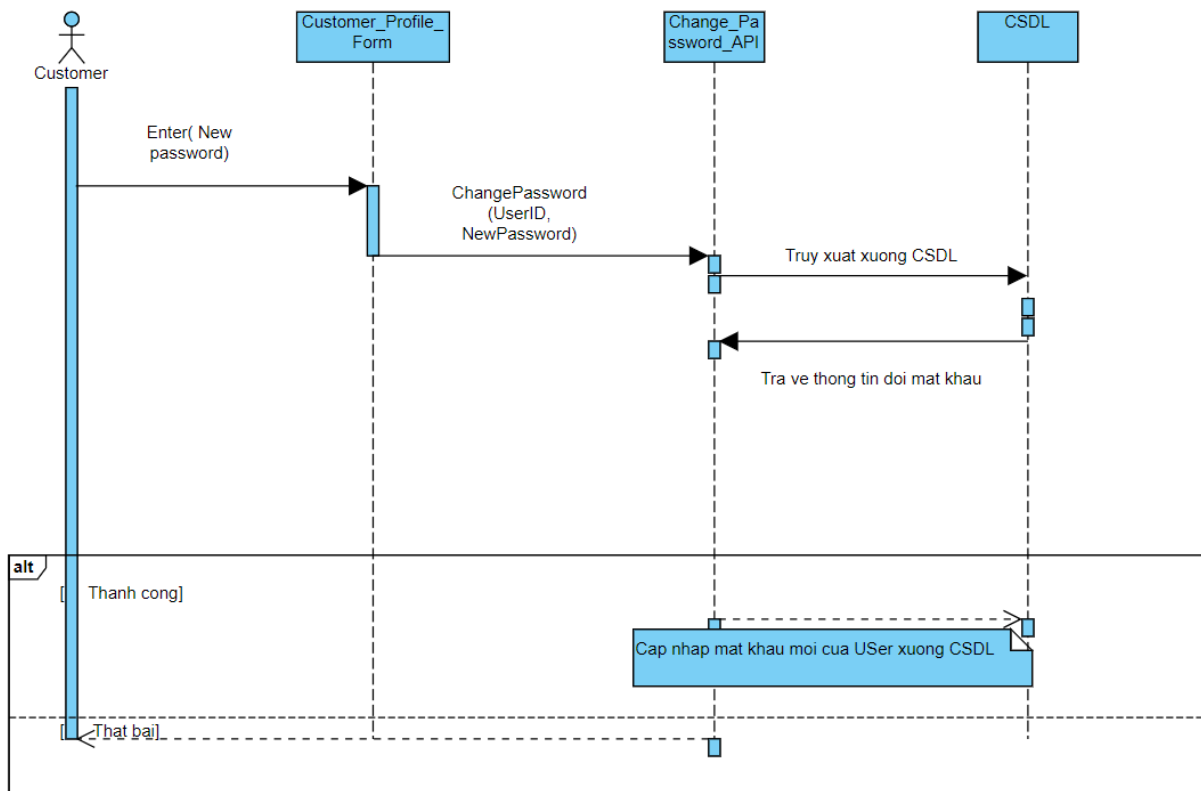 Customer_Profile_
Form
Change_Pa
ssword_API
CSDL
Customer
Enter( New
password)
ChangePassword
(UserID,
NewPassword)
Truy xuat xuong CSDL
Tra ve thong tin doi mat khau
alt
[ Thanh cong]
Cap nhap mat khau moi cua USer xuong CSDL
[ That bai]